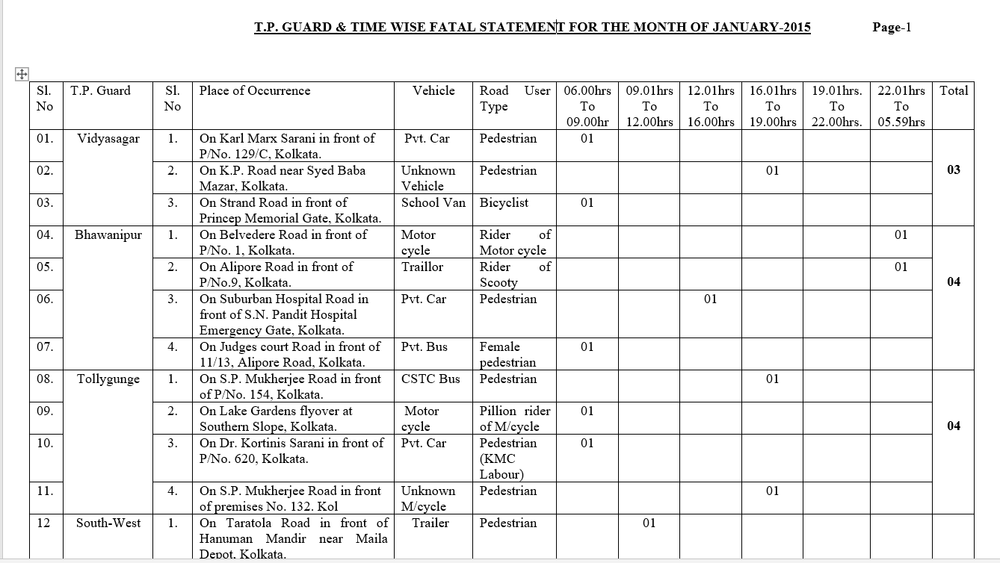 T.P. GUARD & TIME WISE FATAL STATEMENT FOR THE MONTH OF JANUARY-2015 Page-1
Sl. T.P. Guard Sl. Place of Occurrence Vehicle Road User 06.00hrs 09.01hrs 12.01hrs 16.01hrs 19.01hrs. 22.01hrs Total
No No Type To To To To To To
09.00hr 12.00hrs 16.00hrs 19.00hrs 22.00hrs. 05.59hrs
01. Vidyasagar 1. On Karl Marx Sarani in front of Pvt. Car Pedestrian 01
P/No. 129/C, Kolkata.
02. 2. On K.P. Road near Syed Baba Unknown Pedestrian 01 03
Mazar, Kolkata. Vehicle
03. 3. On Strand Road in front of School Van Bicyclist 01
Princep Memorial Gate, Kolkata.
04. Bhawanipur 1. On Belvedere Road in front of Motor Rider of 01
P/No. 1, Kolkata. cycle Motor cycle
05. 2. On Alipore Road in front of Traillor Rider of 01
P/No.9, Kolkata. Scooty 04
06. 3. On Suburban Hospital Road in Pvt. Car Pedestrian 01
front of S.N. Pandit Hospital
Emergency Gate, Kolkata.
07. 4. On Judges court Road in front of Pvt. Bus Female 01
11/13, Alipore Road, Kolkata. pedestrian
08. Tollygunge 1. On S.P. Mukherjee Road in front CSTC Bus Pedestrian 01
of P/No. 154, Kolkata.
09. 2. On Lake Gardens flyover at Motor Pillion rider 01
Southern Slope, Kolkata. cycle of M/cycle 04
10. 3. On Dr. Kortinis Sarani in front of Pvt. Car Pedestrian 01
P/No. 620, Kolkata. (KMC
Labour)
11. 4. On S.P. Mukherjee Road in front Unknown Pedestrian 01
of premises No. 132. Kol M/cycle
12 South-West 1. On Taratola Road in front of Trailer Pedestrian 01
Hanuman Mandir near Maila
Depot, Kolkata.